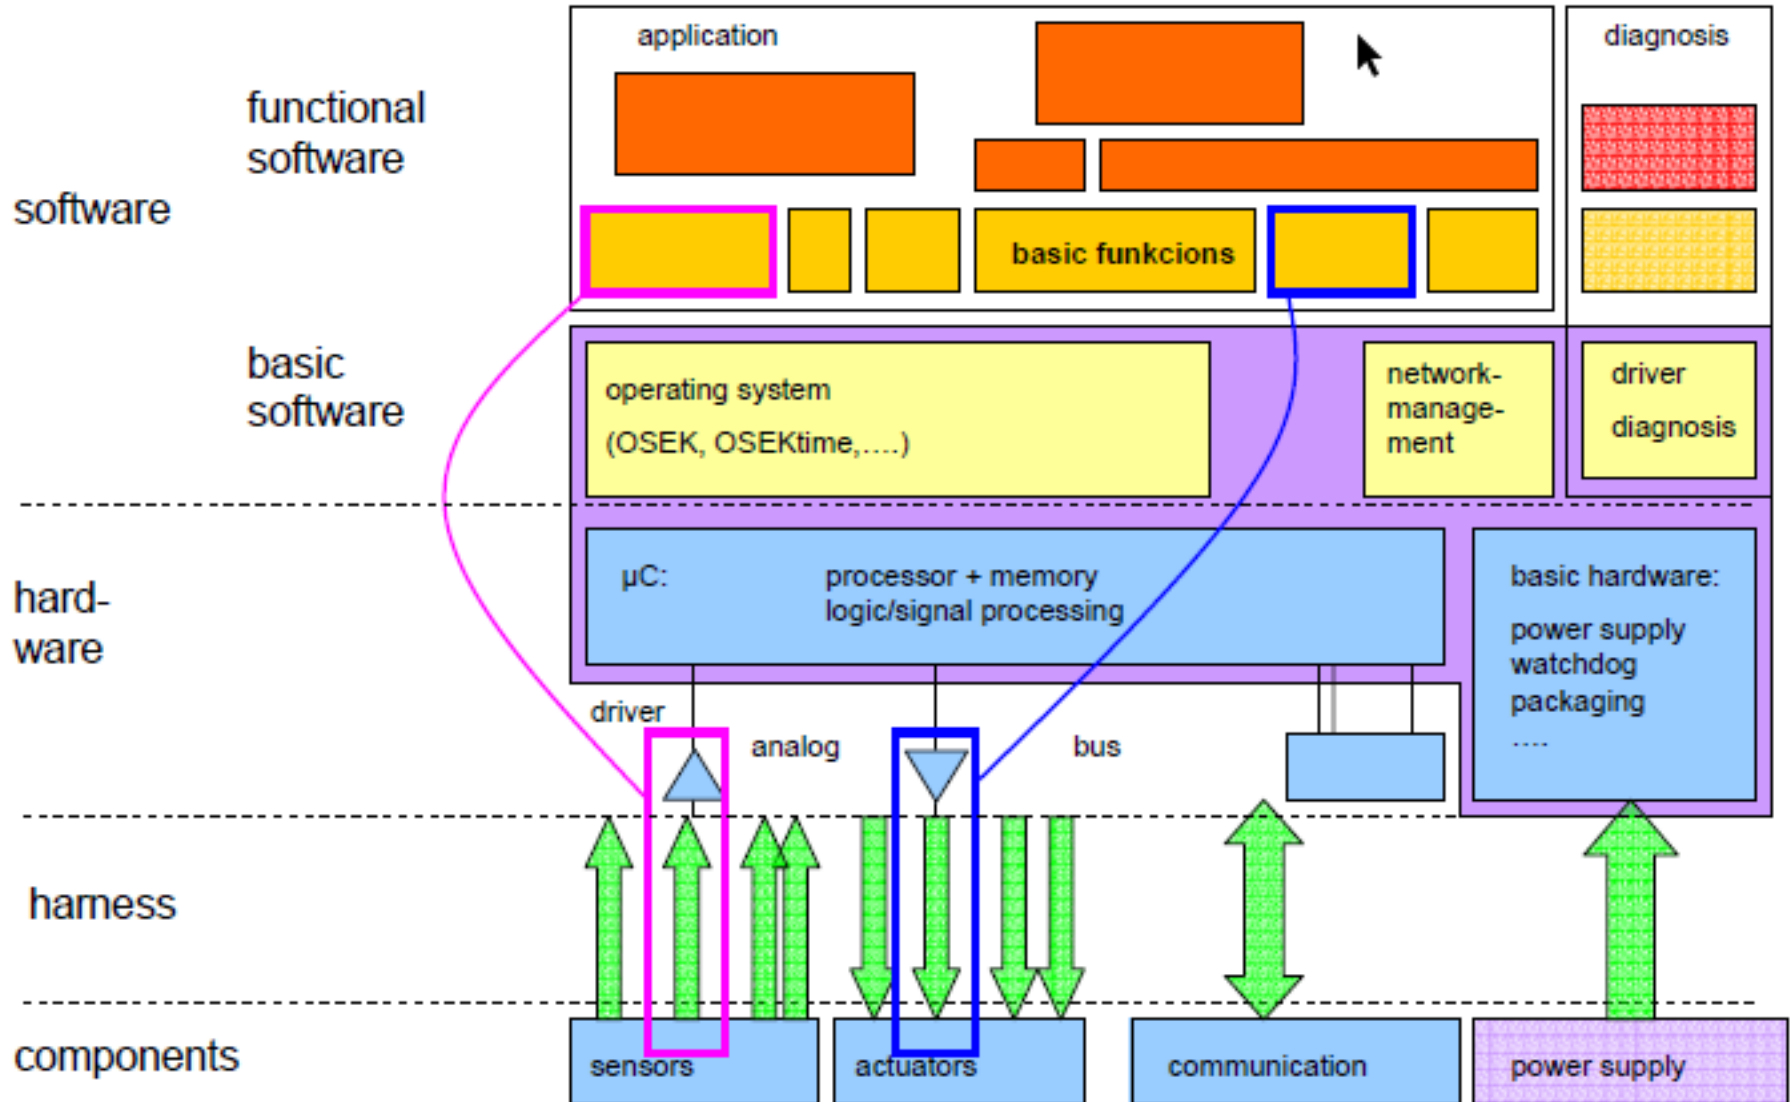 application
diagnosis
functional
software
software
basic funkcions
basic
software
operating system
(OSEK, OSEKtime,....)
network-
manage-
ment
driver
diagnosis
hard-
ware
µC:
processor + memory
logic/signal processing
basic hardware:
power supply
watchdog
packaging
....
driver
analog
bus
harness
components
sensors
actuators
communication
power supply